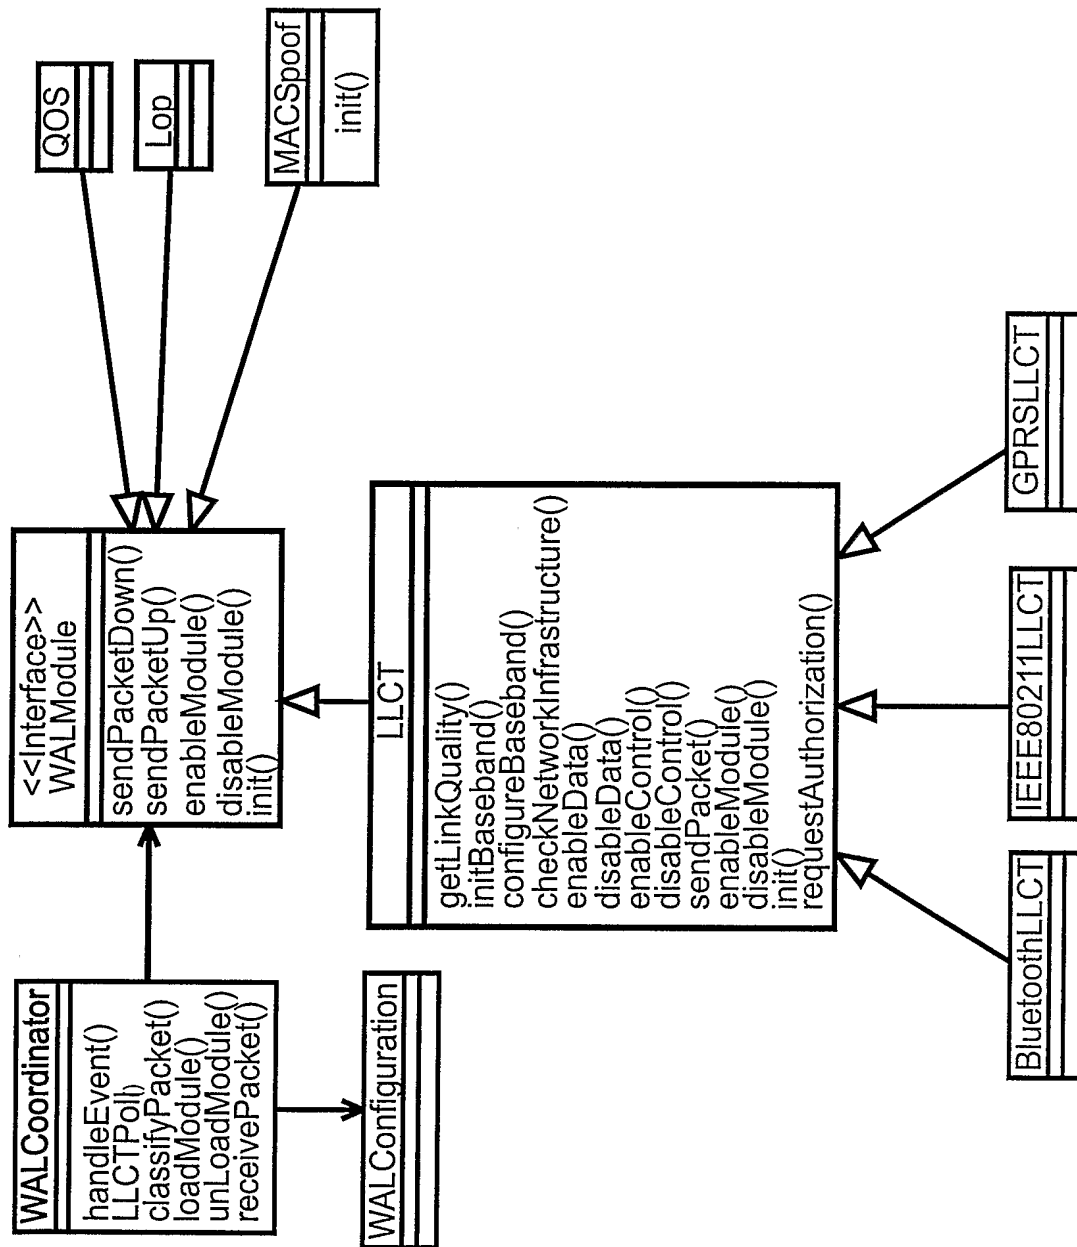 WALCoordinator
handleEvent()
LLCTPoll()
classifyPacket()
loadModule()
unLoadModule()
receivePacket()
<<Interface>>
WALModule
sendPacketDown()
sendPacketUp()
enableModule()
disableModule()
init()
QOS
Lop
MACSpoof
init()
WALConfiguration
LLCT
getLinkQuality()
initBaseband()
configureBaseband()
checkNetworkInfrastructure()
enableData()
disableData()
enableControl()
disableControl()
sendPacket()
enableModule()
disableModule()
init()
requestAuthorization()
BluetoothLLCT
IEEE80211LLCT
GPRSLLCT